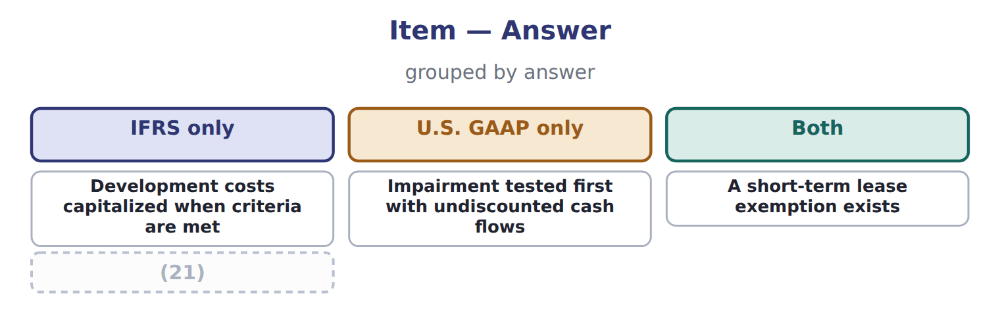 Item — Answer
grouped by answer
IFRS only
U.S. GAAP only
Both
Development costs
capitalized when criteria
are met
Impairment tested first
with undiscounted cash
flows
A short-term lease
exemption exists
(21)